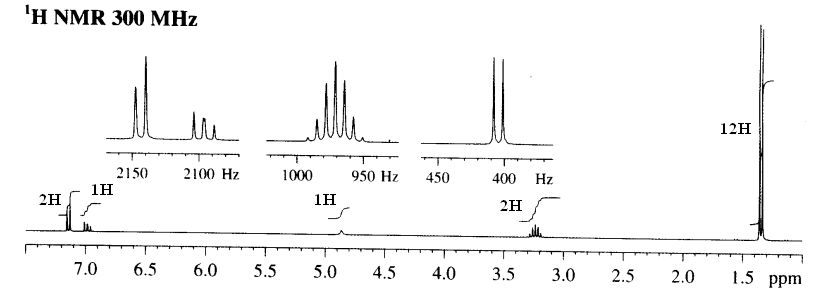 ¹H NMR 300 MHz
2150 2100 Hz
1000 950 Hz
450 400 Hz
12H
2H
1H
1H
2H
7.0 6.5 6.0 5.5 5.0 4.5 4.0 3.5 3.0 2.5 2.0 1.5 ppm